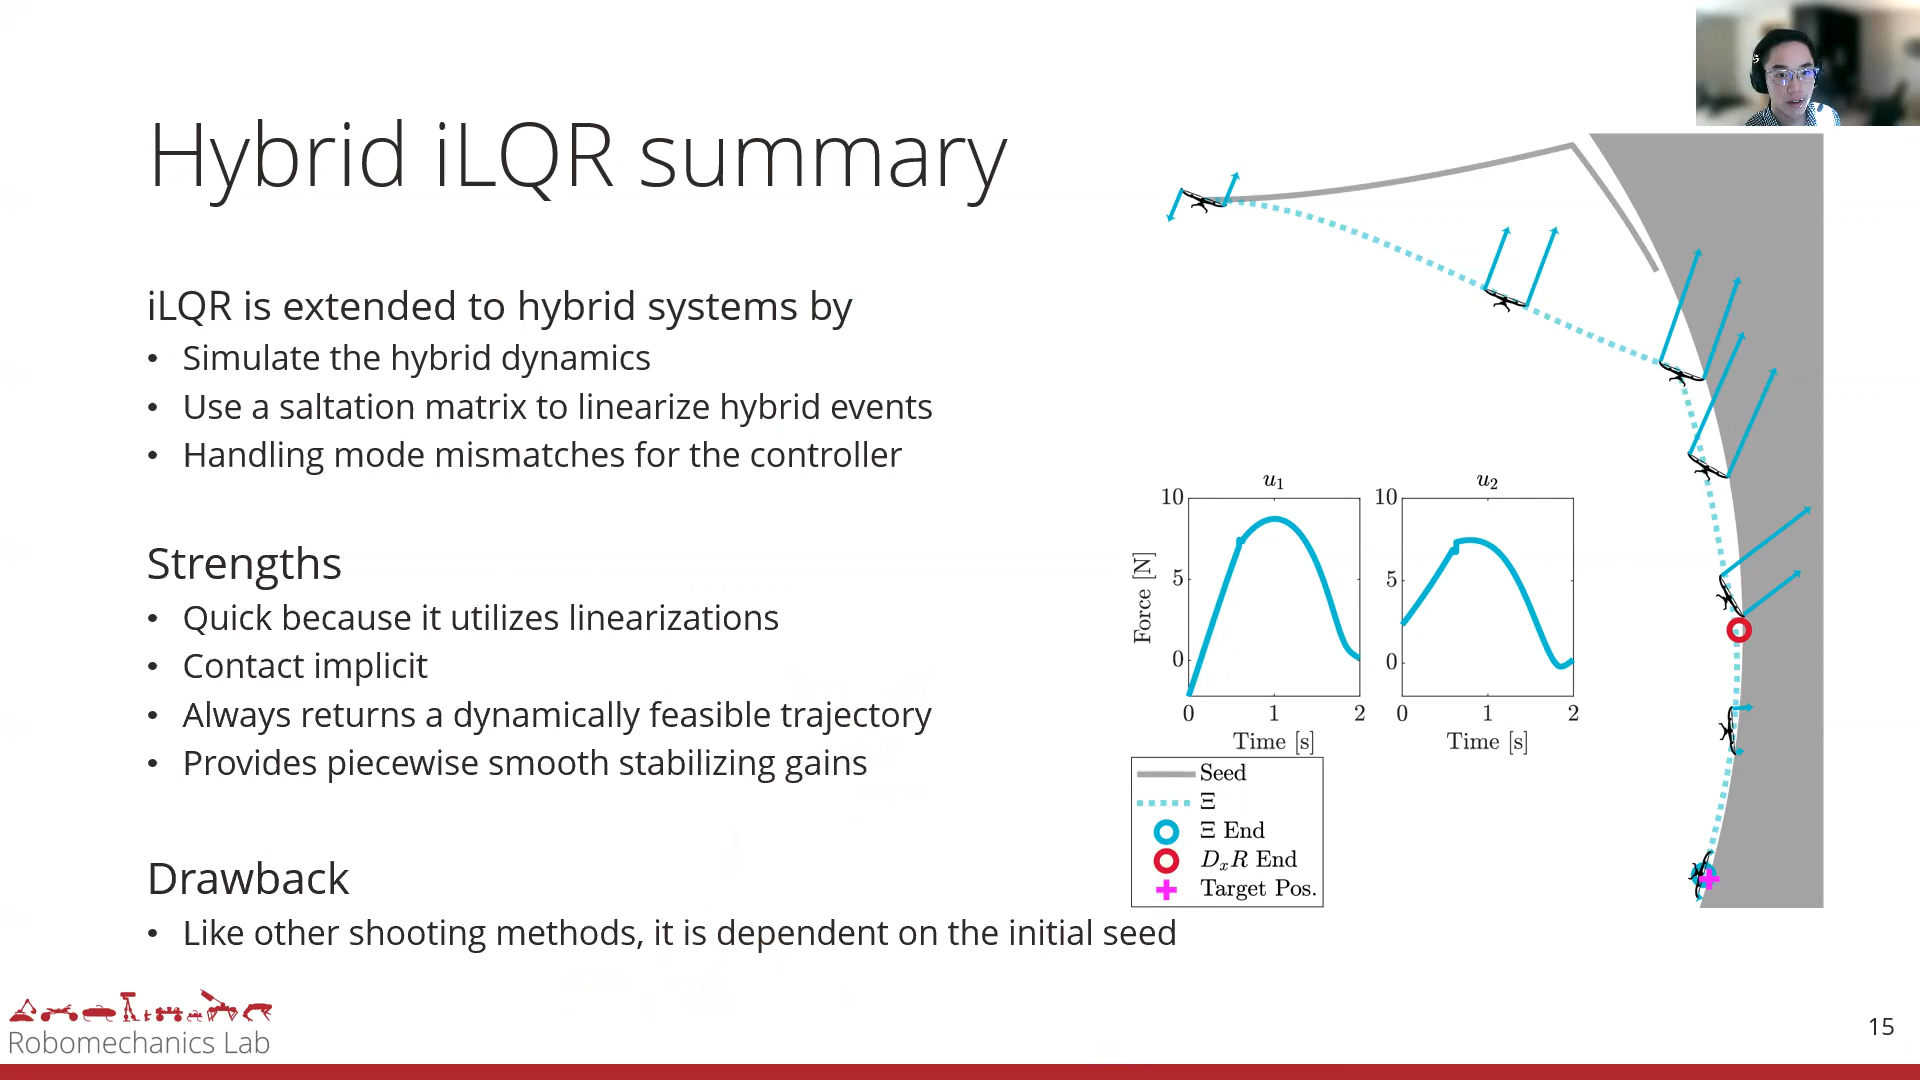 Hybrid iLQR summary
iLQR is extended to hybrid systems by
• Simulate the hybrid dynamics
• Use a saltation matrix to linearize hybrid events
• Handling mode mismatches for the controller
Strengths
• Quick because it utilizes linearizations
• Contact implicit
• Always returns a dynamically feasible trajectory
• Provides piecewise smooth stabilizing gains
Drawback
• Like other shooting methods, it is dependent on the initial seed
u₁
10
5
0
Force [N]
0 1 2
Time [s]
u₂
10
5
0
0 1 2
Time [s]
Seed
Ξ
Ξ End
DₓR End
Target Pos.
Robomechanics Lab
15